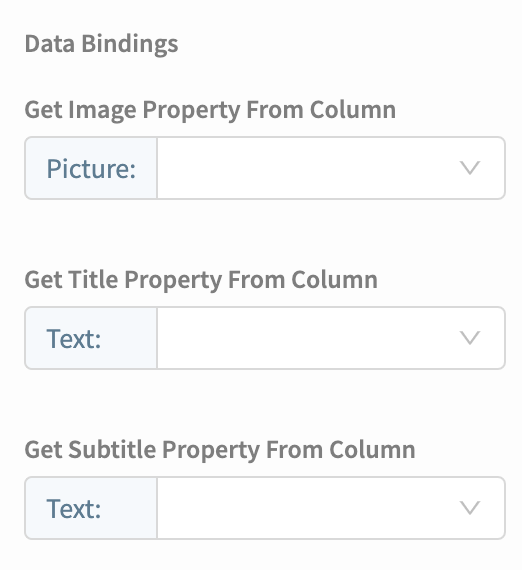 Data Bindings
Get Image Property From Column
Picture:
Get Title Property From Column
Text:
Get Subtitle Property From Column
Text: